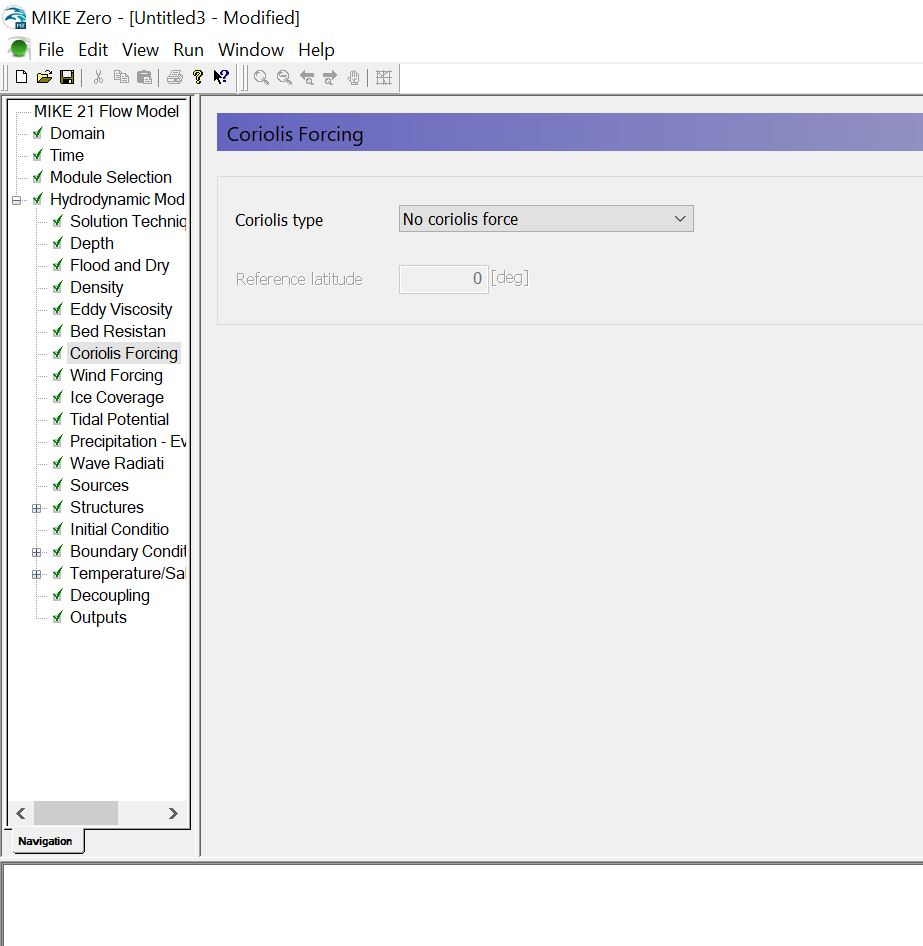 MIKE Zero - [Untitled3 - Modified]
File Edit View Run Window Help
MIKE 21 Flow Model
Domain
Time
Module Selection
Hydrodynamic Mod
Solution Techniq
Depth
Flood and Dry
Density
Eddy Viscosity
Bed Resistan
Coriolis Forcing
Wind Forcing
Ice Coverage
Tidal Potential
Precipitation - Ev
Wave Radiati
Sources
Structures
Initial Conditio
Boundary Condit
Temperature/Sal
Decoupling
Outputs
Navigation
Coriolis Forcing
Coriolis type No coriolis force
Reference latitude 0 [deg]